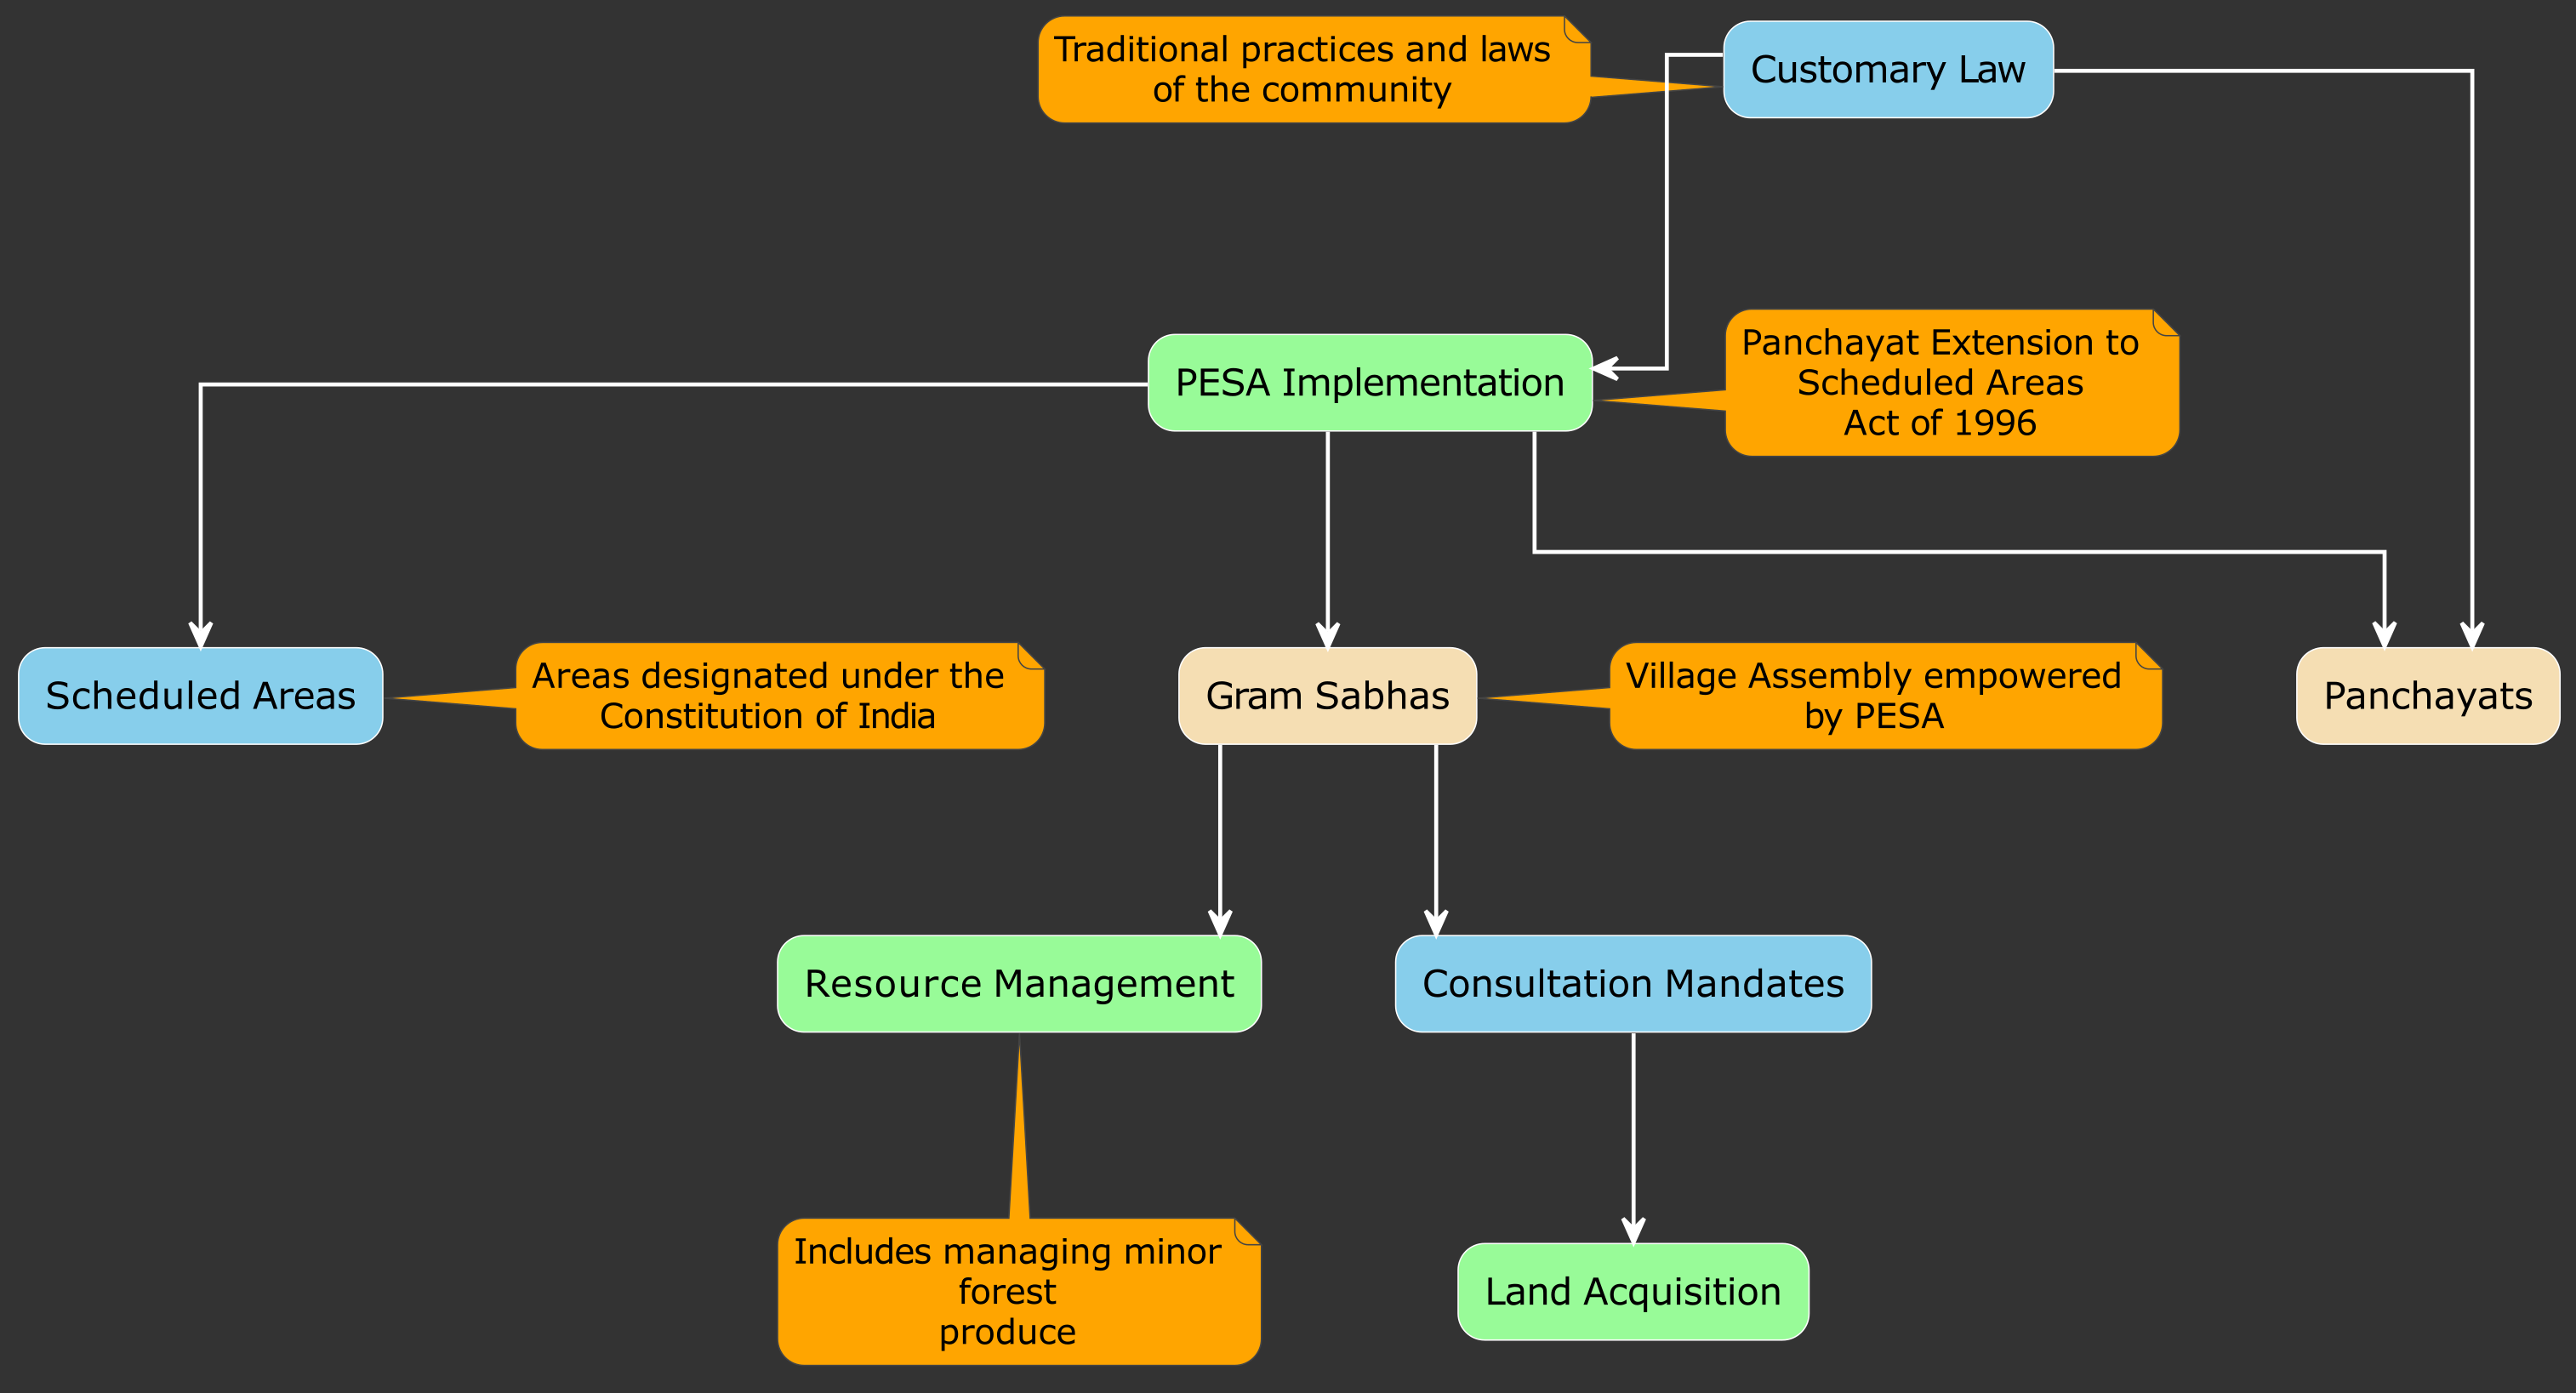 Traditional practices and laws
of the community
Customary Law
PESA Implementation
Panchayat Extension to
Scheduled Areas
Act of 1996
Scheduled Areas
Areas designated under the
Constitution of India
Gram Sabhas
Village Assembly empowered
by PESA
Panchayats
Resource Management
Consultation Mandates
Includes managing minor
forest
produce
Land Acquisition